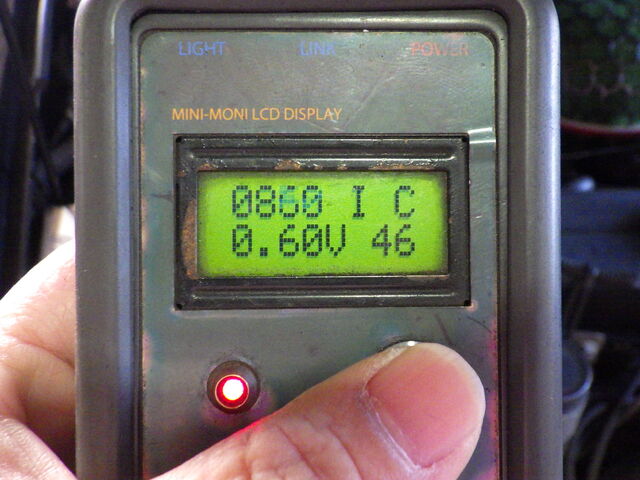 LIGHT LINK POWER
MINI-MONI LCD DISPLAY
0860 I C
0.60V 46